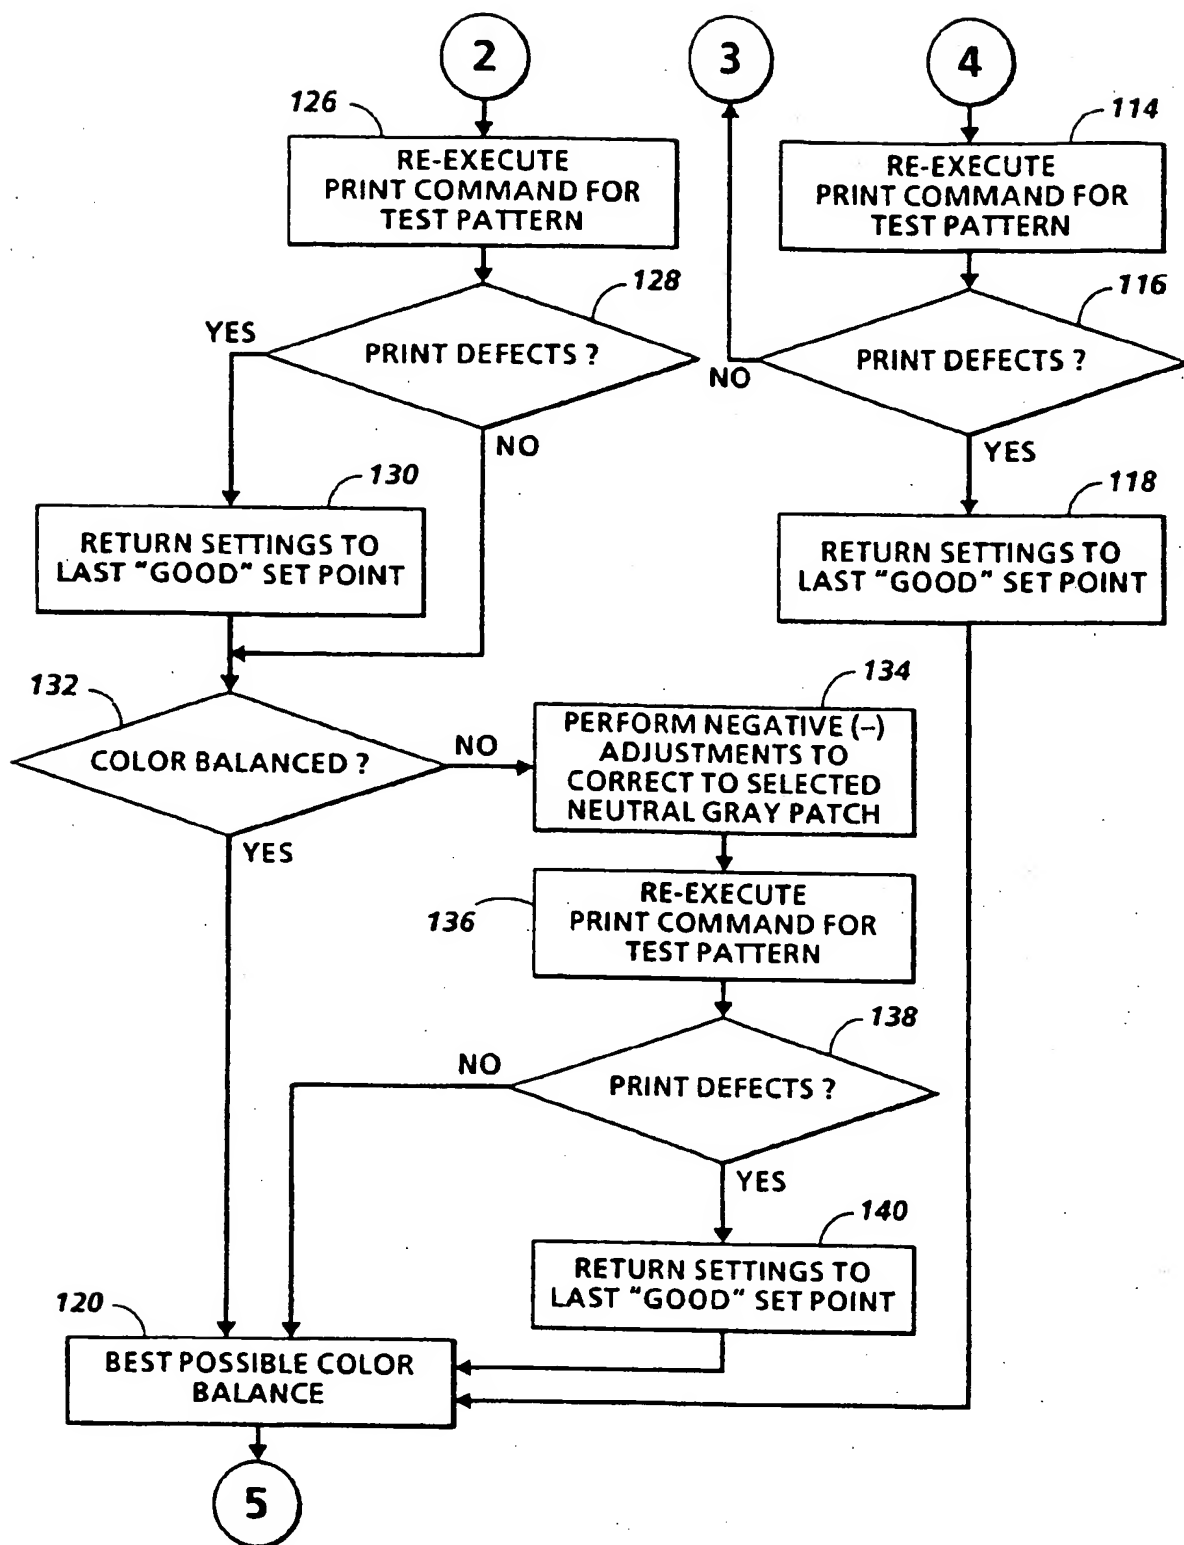 2
3
4
126
RE-EXECUTE
PRINT COMMAND FOR
TEST PATTERN
114
RE-EXECUTE
PRINT COMMAND FOR
TEST PATTERN
128
PRINT DEFECTS ?
YES
NO
116
PRINT DEFECTS ?
NO
YES
130
RETURN SETTINGS TO
LAST "GOOD" SET POINT
118
RETURN SETTINGS TO
LAST "GOOD" SET POINT
132
COLOR BALANCED ?
NO
YES
134
PERFORM NEGATIVE (–)
ADJUSTMENTS TO
CORRECT TO SELECTED
NEUTRAL GRAY PATCH
136
RE-EXECUTE
PRINT COMMAND FOR
TEST PATTERN
138
PRINT DEFECTS ?
NO
YES
140
RETURN SETTINGS TO
LAST "GOOD" SET POINT
120
BEST POSSIBLE COLOR
BALANCE
5